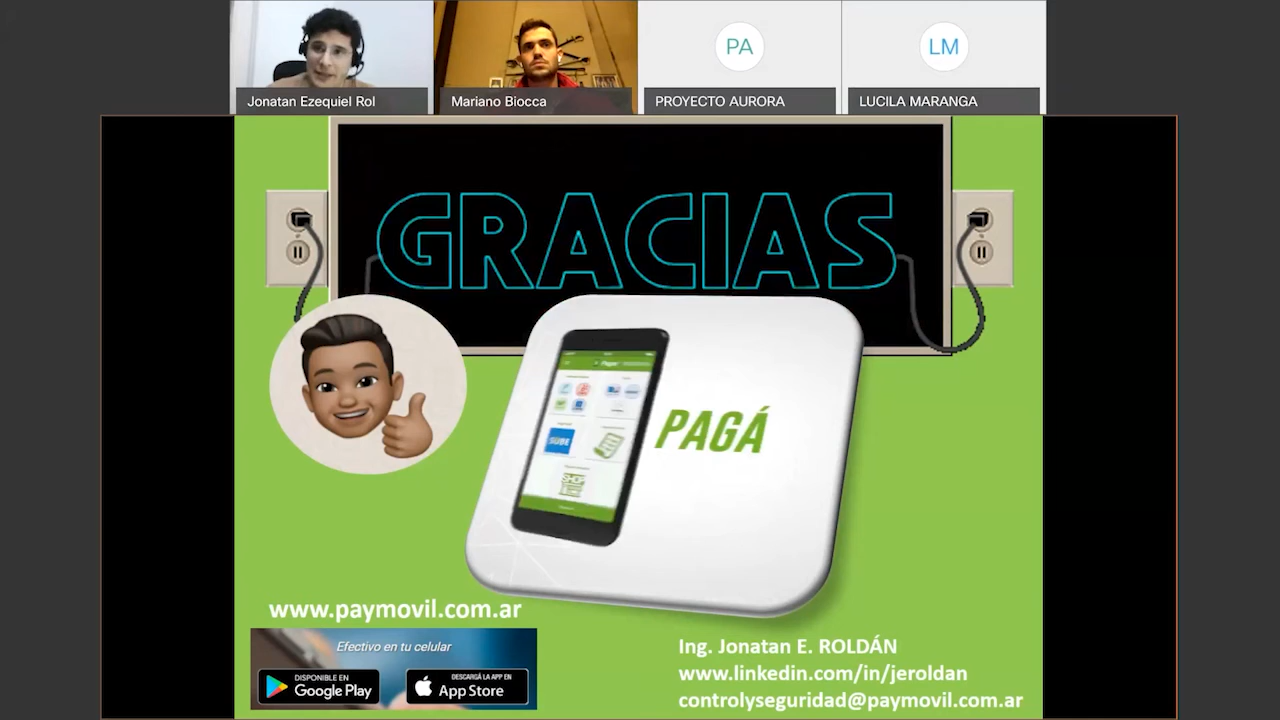 PA
LM
Jonatan Ezequiel Rol
Mariano Biocca
PROYECTO AURORA
LUCILA MARANGA
GRACIAS
PAGÁ
SUBE
SHOP
www.paymovil.com.ar
Efectivo en tu celular
DISPONIBLE EN
Google Play
DESCARGÁ LA APP EN
App Store
Ing. Jonatan E. ROLDÁN
www.linkedin.com/in/jeroldan
controlyseguridad@paymovil.com.ar